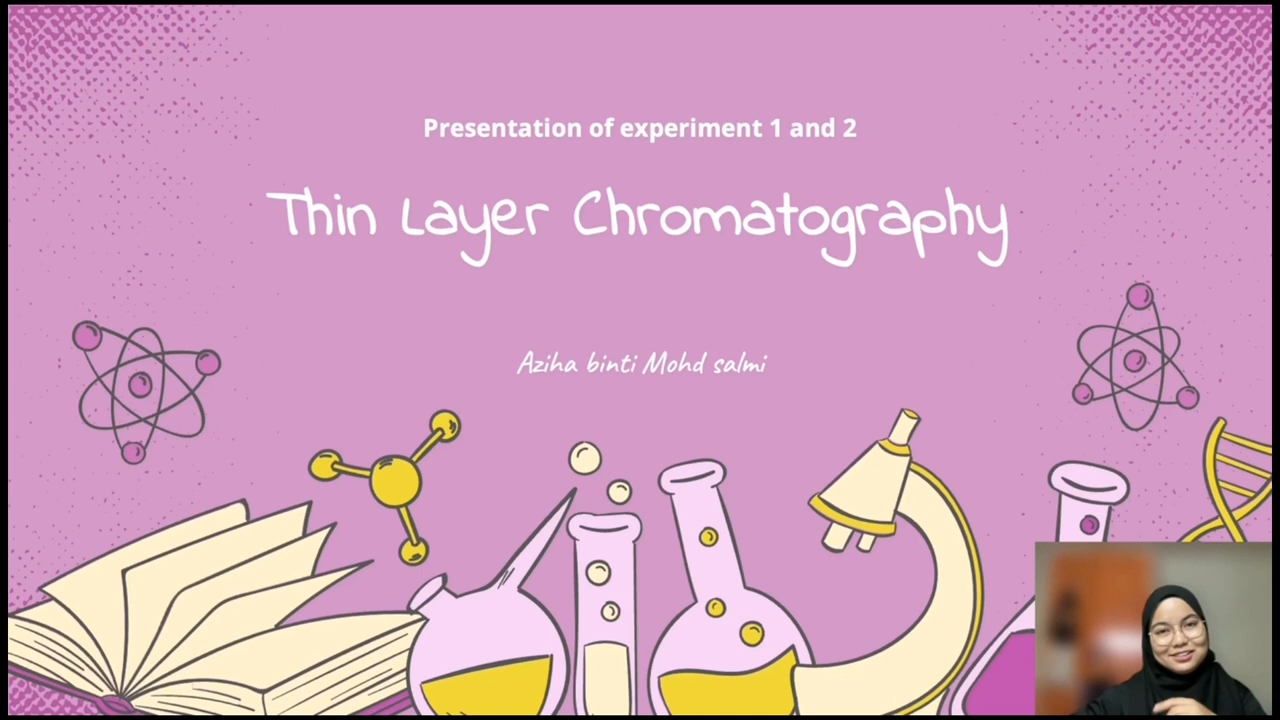 Presentation of experiment 1 and 2
Thin Layer Chromatography
Aziha binti Mohd salmi